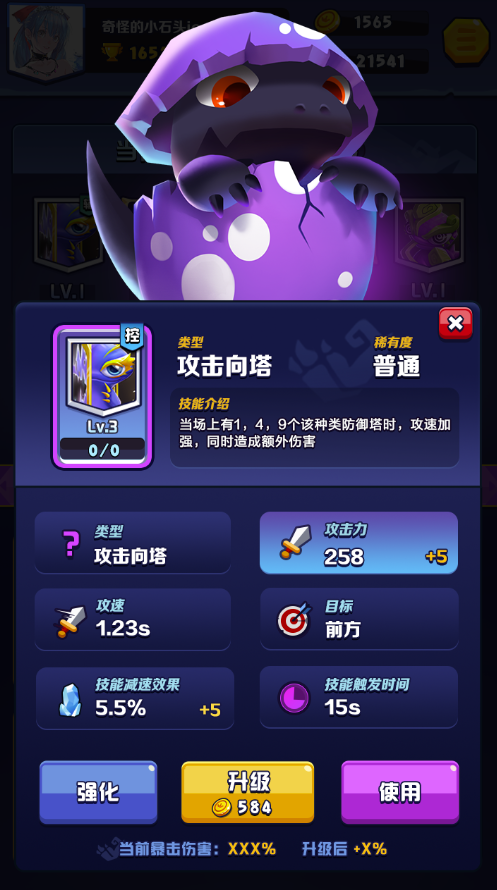 奇怪的小石头
1565
165
21541
当
LV.1
LV.1
控
Lv.3
0/0
类型
攻击向塔
稀有度
普通
技能介绍
当场上有1，4，9个该种类防御塔时，攻速加
强，同时造成额外伤害
类型
攻击向塔
攻击力
258
+5
攻速
1.23s
目标
前方
技能减速效果
5.5%
+5
技能触发时间
15s
强化
升级
584
使用
当前暴击伤害：XXX% 升级后 +X%